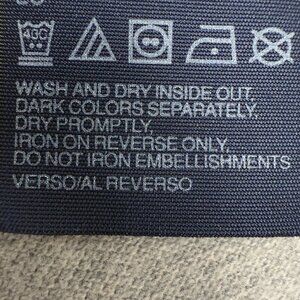 40C
WASH AND DRY INSIDE OUT.
DARK COLORS SEPARATELY.
DRY PROMPTLY.
IRON ON REVERSE ONLY.
DO NOT IRON EMBELLISHMENTS
VERSO/AL REVERSO